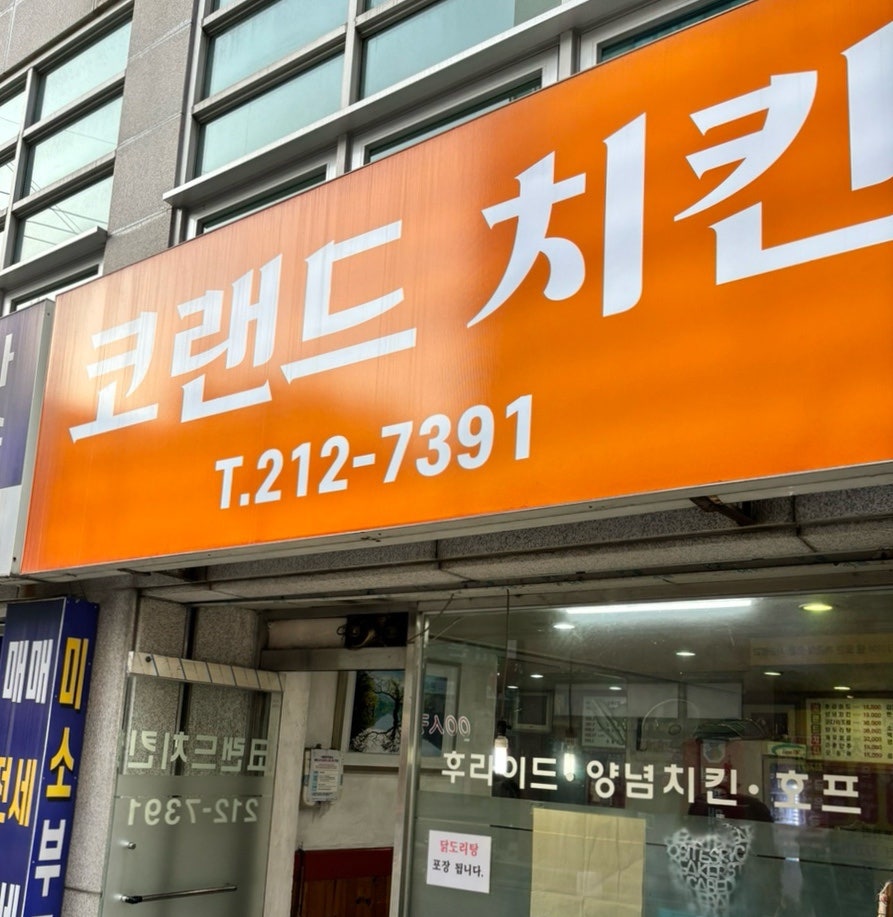 코랜드 치킨
T.212-7391
미소부
매매
전세
코랜드치킨
212-7391
후라이드 양념치킨·호프
닭도리탕
포장 됩니다.